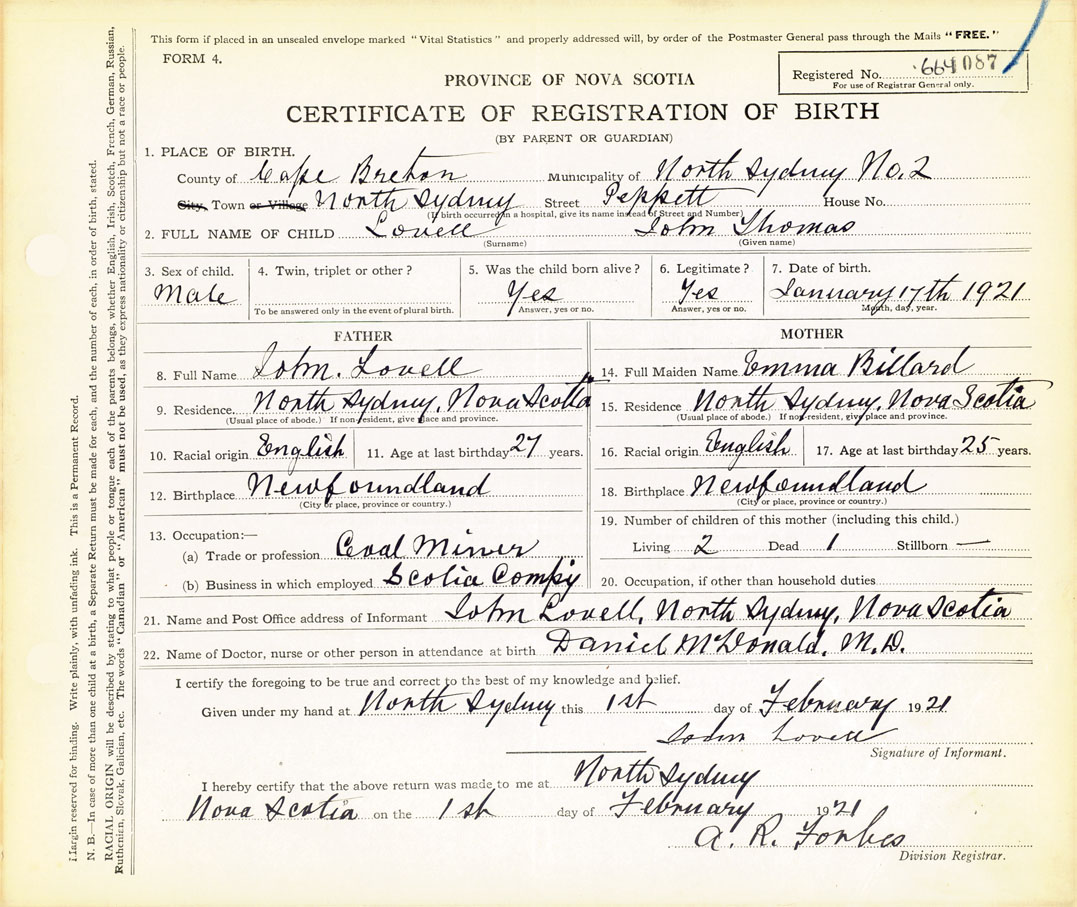 This form if placed in an unsealed envelope marked "Vital Statistics" and properly addressed will, by order of the Postmaster General pass through the Mails "FREE."
FORM 4.
Registered No. 664087
For use of Registrar General only.
PROVINCE OF NOVA SCOTIA
CERTIFICATE OF REGISTRATION OF BIRTH
(BY PARENT OR GUARDIAN)
1. PLACE OF BIRTH.
County of Cape Breton Municipality of North Sydney No. 2
City, Town or Village North Sydney Street Peppett House No.
(If birth occurred in a hospital, give its name instead of Street and Number)
2. FULL NAME OF CHILD Lovell John Thomas
(Surname) (Given name)
3. Sex of child. 4. Twin, triplet or other? 5. Was the child born alive? 6. Legitimate? 7. Date of birth.
Male Yes Yes January 17th 1921
To be answered only in the event of plural birth. Answer, yes or no. Answer, yes or no. Month, day, year.
FATHER
8. Full Name John. Lovell
9. Residence. North Sydney, Nova Scotia
(Usual place of abode.) If non-resident, give place and province.
10. Racial origin English 11. Age at last birthday 27 years.
12. Birthplace Newfoundland
(City or place, province or country.)
13. Occupation:—
(a) Trade or profession Coal Miner
(b) Business in which employed Scotia Compy
MOTHER
14. Full Maiden Name Emma Billard
15. Residence North Sydney, Nova Scotia
(Usual place of abode.) If non-resident, give place and province.
16. Racial origin English 17. Age at last birthday 25 years.
18. Birthplace Newfoundland
(City or place, province or country.)
19. Number of children of this mother (including this child.)
Living 2 Dead 1 Stillborn —
20. Occupation, if other than household duties
21. Name and Post Office address of Informant John Lovell, North Sydney, Nova Scotia
22. Name of Doctor, nurse or other person in attendance at birth Daniel McDonald, M.D.
I certify the foregoing to be true and correct to the best of my knowledge and belief.
Given under my hand at North Sydney this 1st day of February 1921
John Lovell
Signature of Informant.
I hereby certify that the above return was made to me at North Sydney
Nova Scotia on the 1st day of February 1921
A. R. Forbes
Division Registrar.
Margin reserved for binding. Write plainly, with unfading ink. This is a Permanent Record.
N. B.—In case of more than one child at a birth, a Separate Return must be made for each, and the number of each, in order of birth, stated.
RACIAL ORIGIN will be described by stating to what people or tongue each of the parents belongs, whether English, Irish, Scotch, French, German, Russian,
Ruthenian, Slovak, Galician, etc. The words "Canadian" or "American" must not be used, as they express nationality or citizenship but not a race or people.